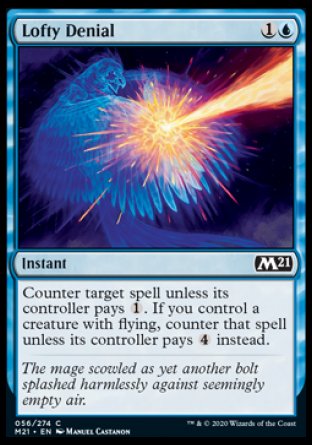 Lofty Denial 1
Instant M21
Counter target spell unless its
controller pays 1. If you control a
creature with flying, counter that spell
unless its controller pays 4 instead.
The mage scowled as yet another bolt
splashed harmlessly against seemingly
empty air.
056/274 C
M21 • EN MANUEL CASTAÑON
™ & © 2020 Wizards of the Coast